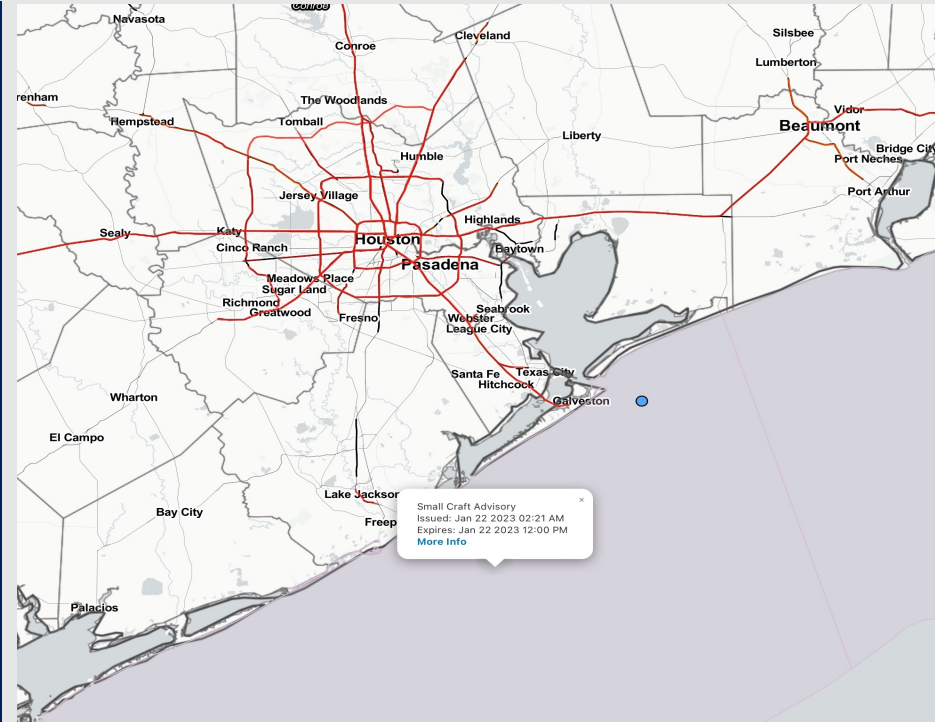 Conroe
Navasota
Cleveland
Silsbee
Conroe
Lumberton
renham
The Woodlands
Vidor
Hempstead
Tomball
Beaumont
Liberty
Bridge City
Humble
Port Neches
Jersey Village
Port Arthur
Highlands
Sealy
Katy
Houston
Cinco Ranch
Baytown
Pasadena
Meadows Place
Sugar Land
Richmond
Greatwood
Seabrook
Fresno
Webster
League City
Santa Fe
Texas City
Hitchcock
Wharton
Galveston
El Campo
Lake Jackson
Bay City
Freep
×
Small Craft Advisory
Issued: Jan 22 2023 02:21 AM
Expires: Jan 22 2023 12:00 PM
More Info
Palacios